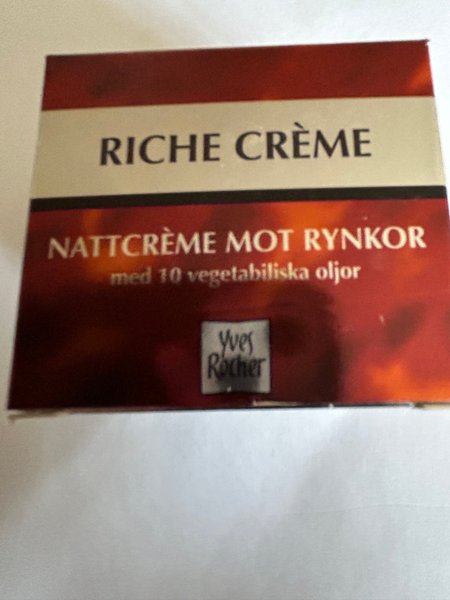 RICHE CRÈME
NATTCRÈME MOT RYNKOR
med 10 vegetabiliska oljor
Yves
Rocher